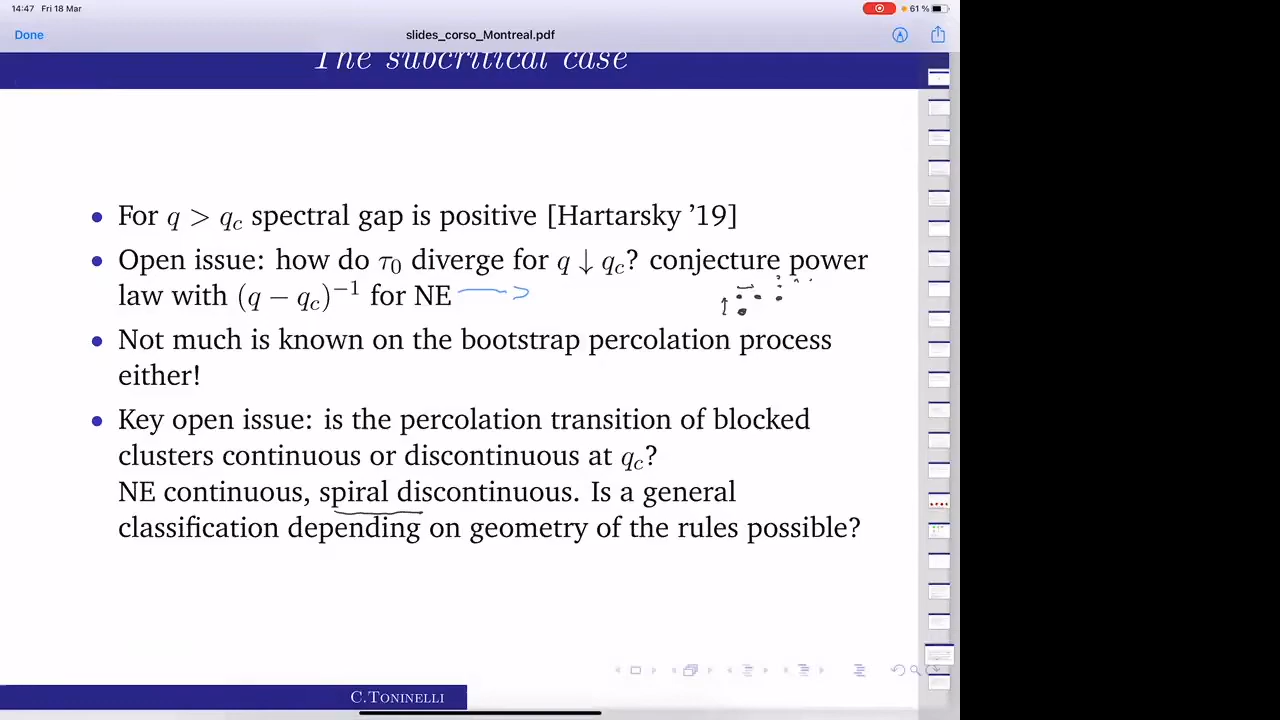 14:47 Fri 18 Mar
61 %
Done
slides_corso_Montreal.pdf
The subcritical case
• For q > q_c spectral gap is positive [Hartarsky '19]
• Open issue: how do τ_0 diverge for q ↓ q_c? conjecture power
law with (q − q_c)^{−1} for NE
• Not much is known on the bootstrap percolation process
either!
• Key open issue: is the percolation transition of blocked
clusters continuous or discontinuous at q_c?
NE continuous, spiral discontinuous. Is a general
classification depending on geometry of the rules possible?
C.Toninelli